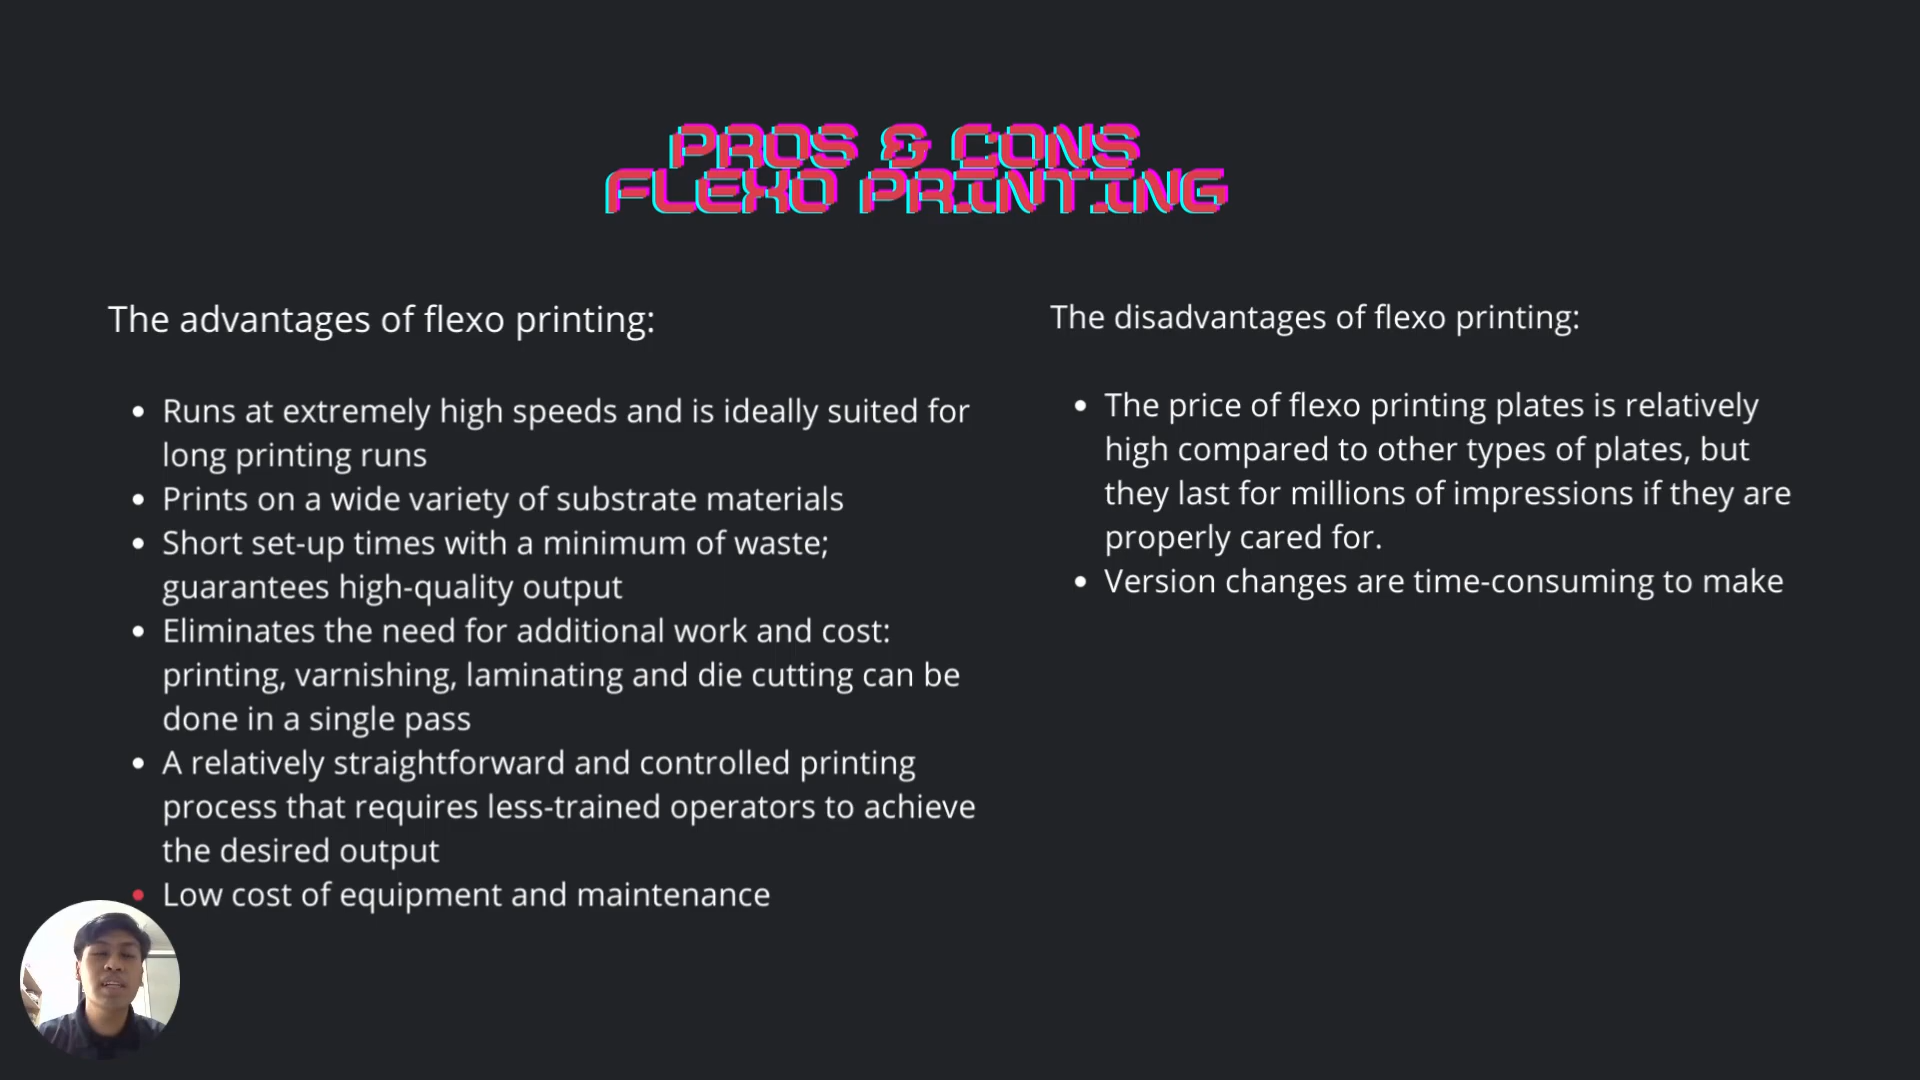 PROS & CONS
FLEXO PRINTING
The advantages of flexo printing:
Runs at extremely high speeds and is ideally suited for
long printing runs
Prints on a wide variety of substrate materials
Short set-up times with a minimum of waste;
guarantees high-quality output
Eliminates the need for additional work and cost:
printing, varnishing, laminating and die cutting can be
done in a single pass
A relatively straightforward and controlled printing
process that requires less-trained operators to achieve
the desired output
Low cost of equipment and maintenance
The disadvantages of flexo printing:
The price of flexo printing plates is relatively
high compared to other types of plates, but
they last for millions of impressions if they are
properly cared for.
Version changes are time-consuming to make